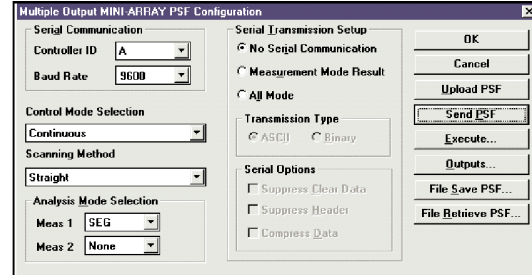 Multiple Output MINI-ARRAY PSF Configuration
Serial Communication
Controller ID A
Baud Rate 9600
Control Mode Selection
Continuous
Scanning Method
Straight
Analysis Mode Selection
Meas 1 SEG
Meas 2 None
Serial Transmission Setup
No Serial Communication
Measurement Mode Result
All Mode
Transmission Type
ASCII Binary
Serial Options
Suppress Clear Data
Suppress Header
Compress Data
OK
Cancel
Upload PSF
Send PSF
Execute...
Outputs...
File Save PSF...
File Retrieve PSF...